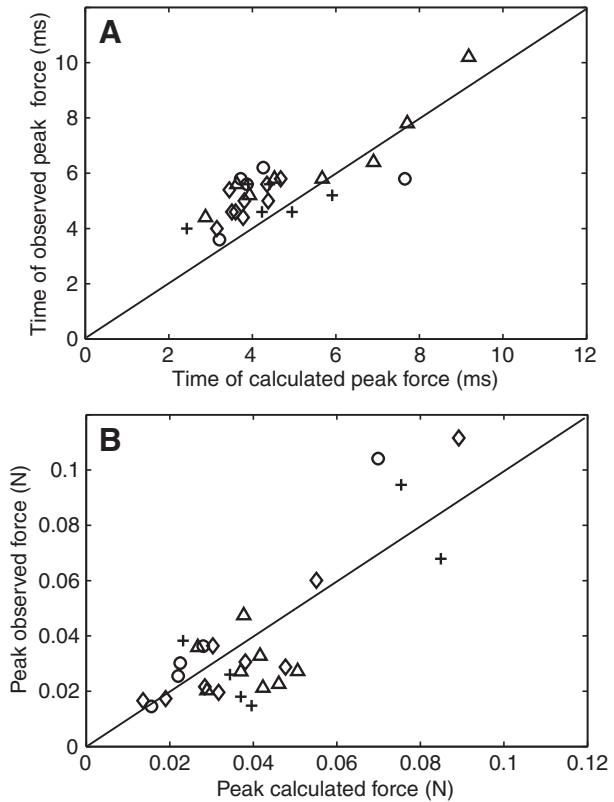 A
10
8
6
4
2
0
Time of observed peak force (ms)
0 2 4 6 8 10 12
Time of calculated peak force (ms)
B
0.1
0.08
0.06
0.04
0.02
0
Peak observed force (N)
0 0.02 0.04 0.06 0.08 0.1 0.12
Peak calculated force (N)